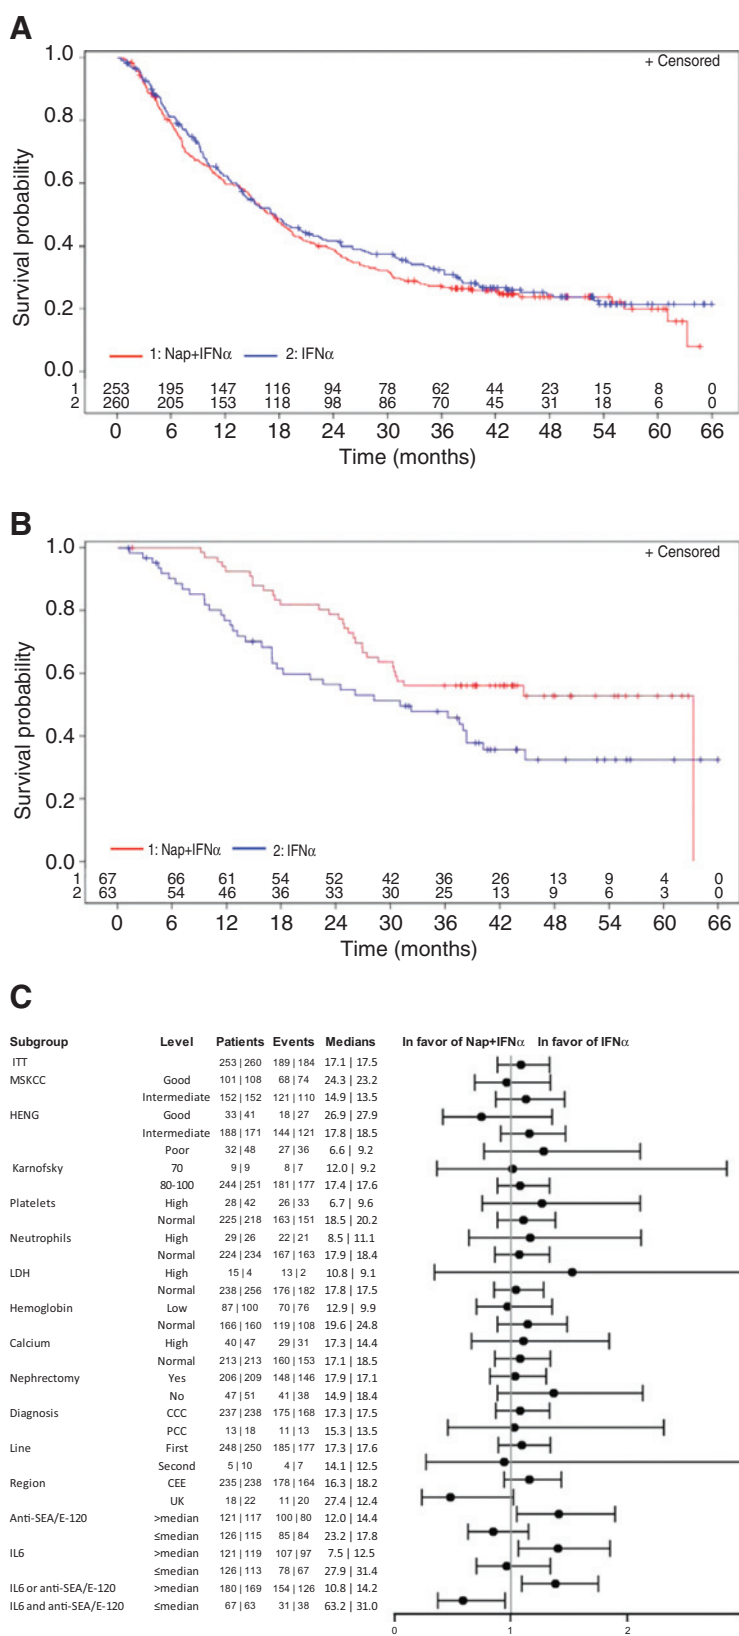 A
1.0
+ Censored
0.8
0.6
0.4
0.2
0.0
Survival probability
1: Nap+IFNα 2: IFNα
1 253 195 147 116 94 78 62 44 23 15 8 0
2 260 205 153 118 98 86 70 45 31 18 6 0
0 6 12 18 24 30 36 42 48 54 60 66
Time (months)
B
1.0
+ Censored
0.8
0.6
0.4
0.2
0.0
Survival probability
1: Nap+IFNα 2: IFNα
1 67 66 61 54 52 42 36 26 13 9 4 0
2 63 54 46 36 33 30 25 13 9 6 3 0
0 6 12 18 24 30 36 42 48 54 60 66
Time (months)
C
Subgroup Level Patients Events Medians In favor of Nap+IFNα In favor of IFNα
ITT 253|260 189|184 17.1| 17.5
MSKCC Good 101|108 68|74 24.3| 23.2
Intermediate 152|152 121|110 14.9| 13.5
HENG Good 33|41 18|27 26.9| 27.9
Intermediate 188|171 144|121 17.8| 18.5
Poor 32|48 27|36 6.6| 9.2
Karnofsky 70 9|9 8|7 12.0| 9.2
80-100 244|251 181|177 17.4| 17.6
Platelets High 28|42 26|33 6.7| 9.6
Normal 225|218 163|151 18.5| 20.2
Neutrophils High 29|26 22|21 8.5| 11.1
Normal 224|234 167|163 17.9| 18.4
LDH High 15|4 13|2 10.8| 9.1
Normal 238|256 176|182 17.8| 17.5
Hemoglobin Low 87|100 70|76 12.9| 9.9
Normal 166|160 119|108 19.6| 24.8
Calcium High 40|47 29|31 17.3| 14.4
Normal 213|213 160|153 17.1| 18.5
Nephrectomy Yes 206|209 148|146 17.9| 17.1
No 47|51 41|38 14.9| 18.4
Diagnosis CCC 237|238 175|168 17.3| 17.5
PCC 13|18 11|13 15.3| 13.5
Line First 248|250 185|177 17.3| 17.6
Second 5|10 4|7 14.1| 12.5
Region CEE 235|238 178|164 16.3| 18.2
UK 18|22 11|20 27.4| 12.4
Anti-SEA/E-120 >median 121|117 100|80 12.0| 14.4
≤median 126|115 85|84 23.2| 17.8
IL6 >median 121|119 107|97 7.5| 12.5
≤median 126|113 78|67 27.9| 31.4
IL6 or anti-SEA/E-120 >median 180|169 154|126 10.8| 14.2
IL6 and anti-SEA/E-120 ≤median 67|63 31|38 63.2| 31.0
0 1 2